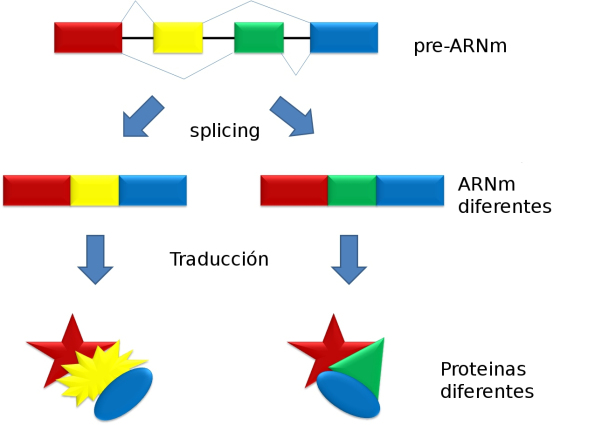 pre-ARNm
splicing
ARNm
diferentes
Traducción
Proteinas
diferentes